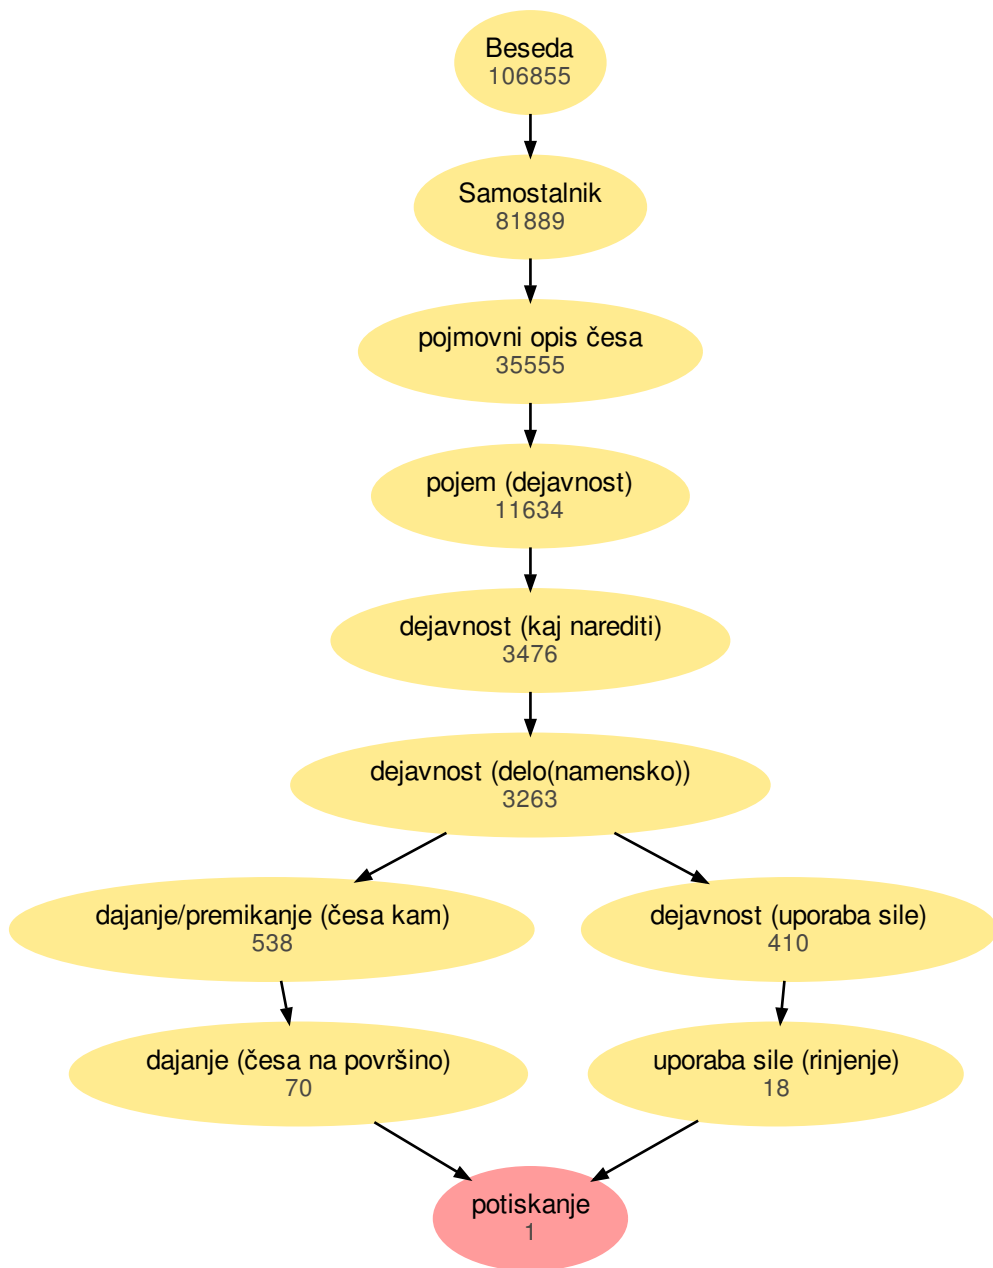 Beseda
106855
Samostalnik
81889
pojmovni opis česa
35555
pojem (dejavnost)
11634
dejavnost (kaj narediti)
3476
dejavnost (delo(namensko))
3263
dajanje/premikanje (česa kam)
538
dejavnost (uporaba sile)
410
dajanje (česa na površino)
70
uporaba sile (rinjenje)
18
potiskanje
1